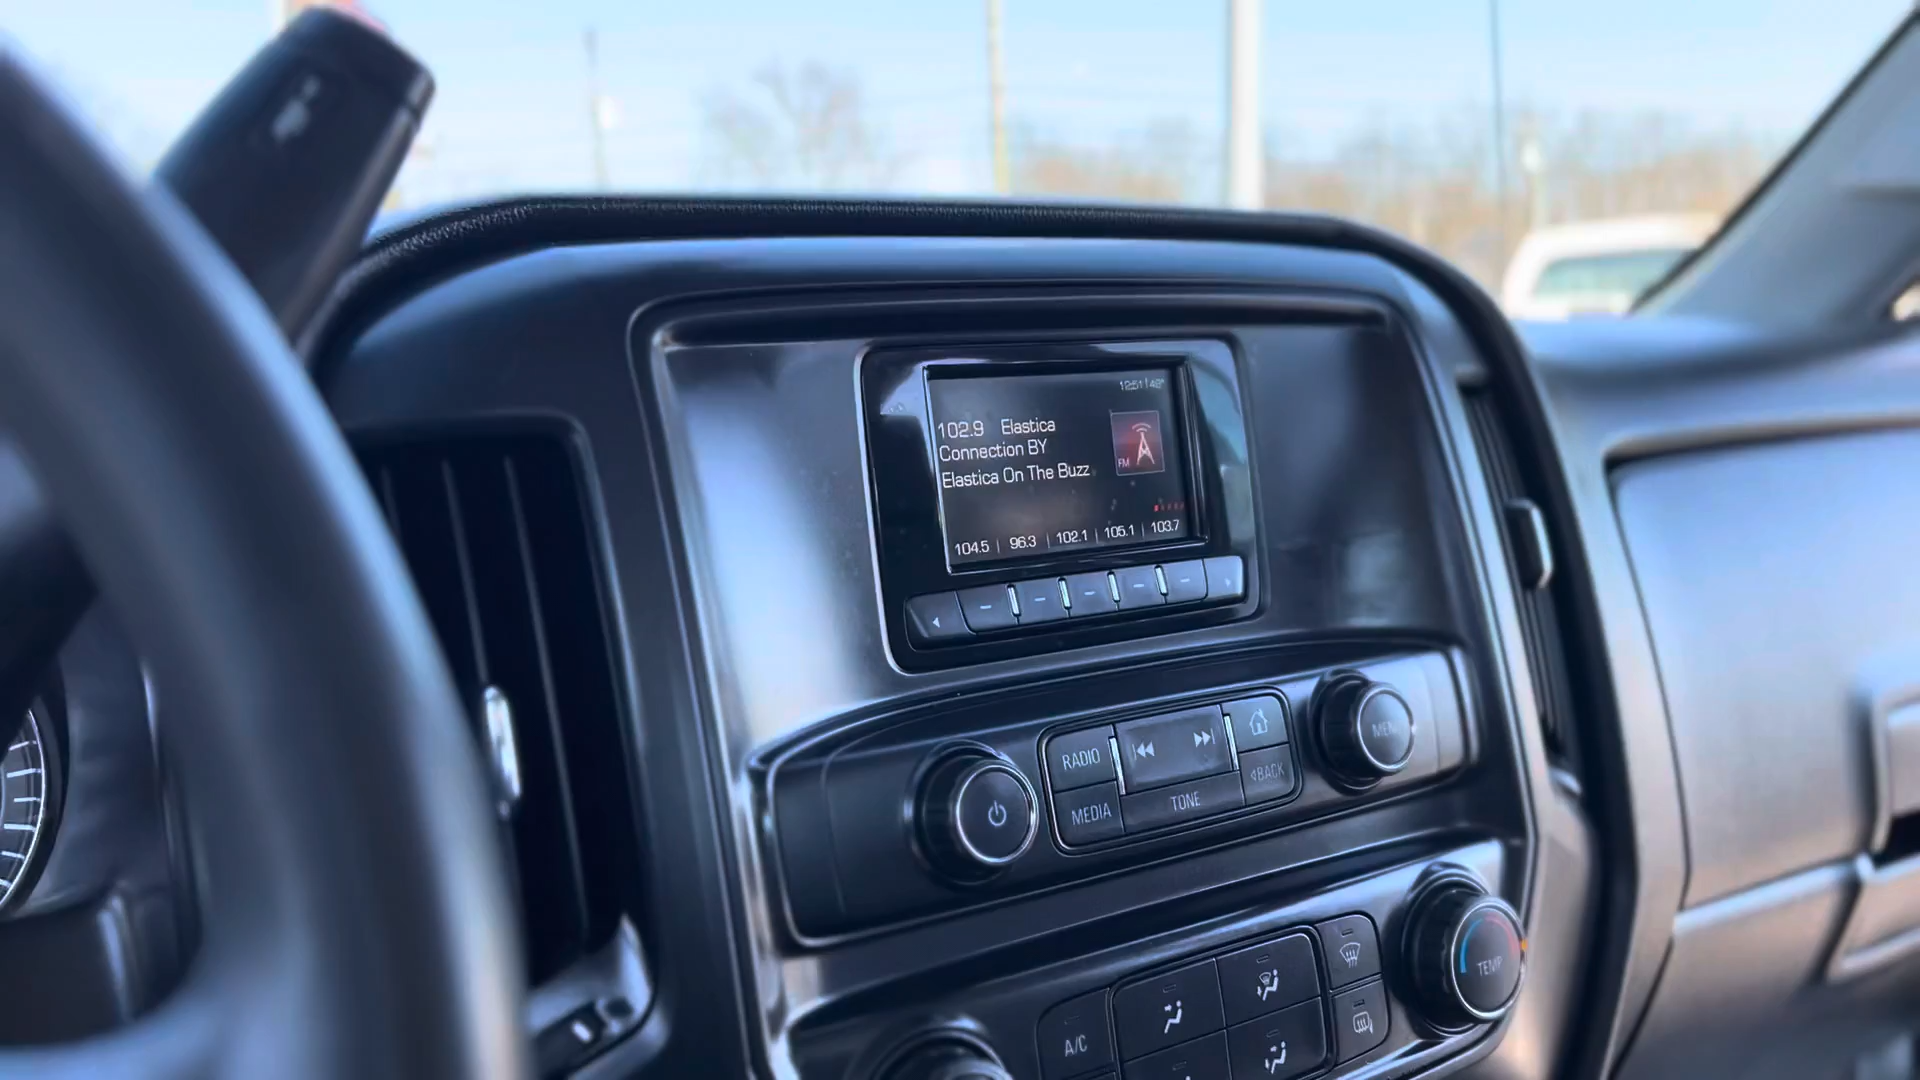 12:51 | 48°
102.9 Elastica
Connection BY
Elastica On The Buzz
FM
104.5 | 96.3 | 102.1 | 105.1 | 103.7
RADIO
MEDIA
TONE
BACK
MENU
TEMP
A/C